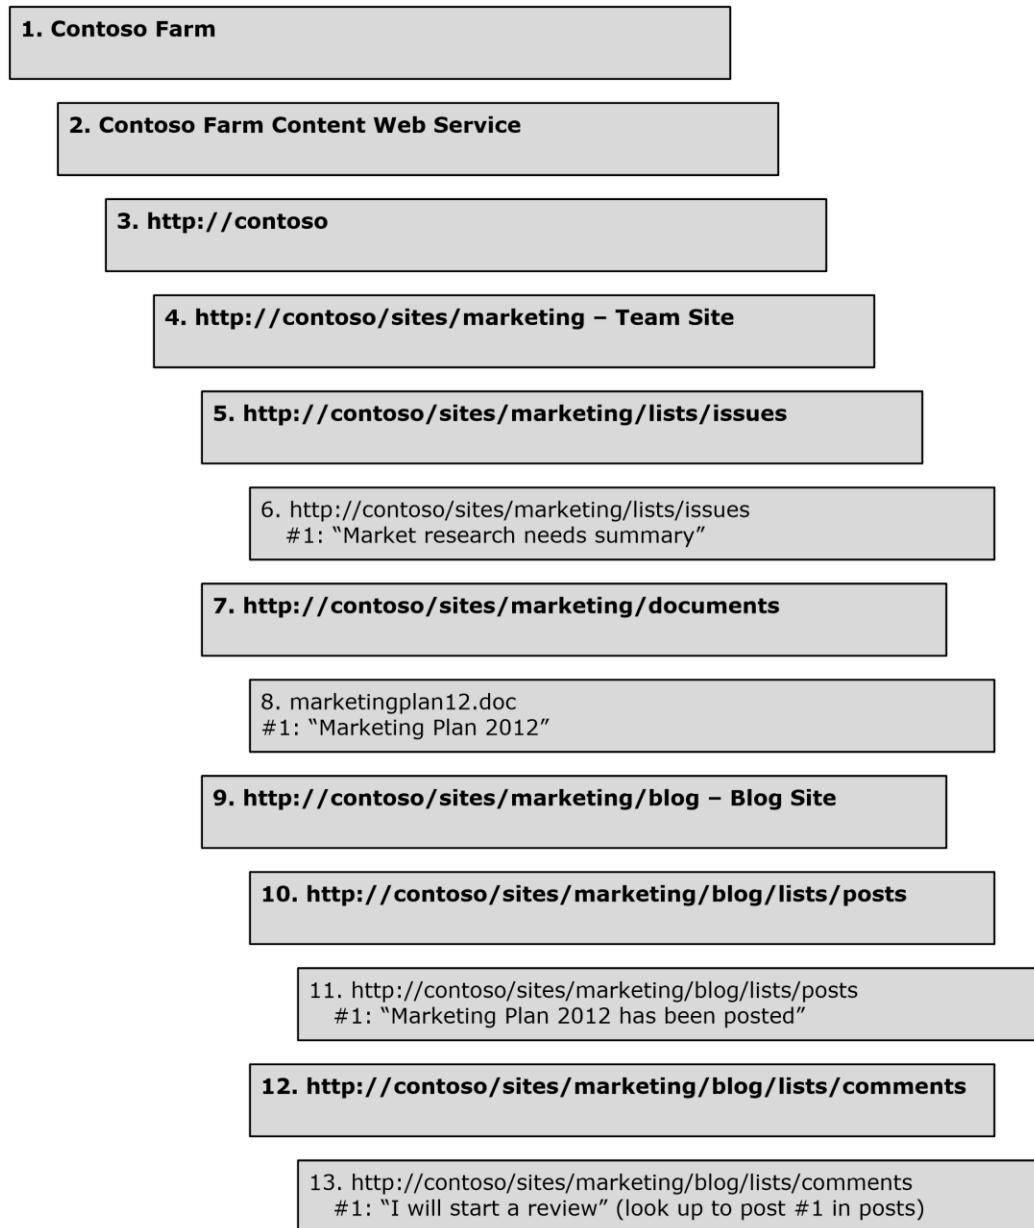 1. Contoso Farm
2. Contoso Farm Content Web Service
3. http://contoso
4. http://contoso/sites/marketing – Team Site
5. http://contoso/sites/marketing/lists/issues
6. http://contoso/sites/marketing/lists/issues
#1: “Market research needs summary”
7. http://contoso/sites/marketing/documents
8. marketingplan12.doc
#1: “Marketing Plan 2012”
9. http://contoso/sites/marketing/blog – Blog Site
10. http://contoso/sites/marketing/blog/lists/posts
11. http://contoso/sites/marketing/blog/lists/posts
#1: “Marketing Plan 2012 has been posted”
12. http://contoso/sites/marketing/blog/lists/comments
13. http://contoso/sites/marketing/blog/lists/comments
#1: “I will start a review” (look up to post #1 in posts)